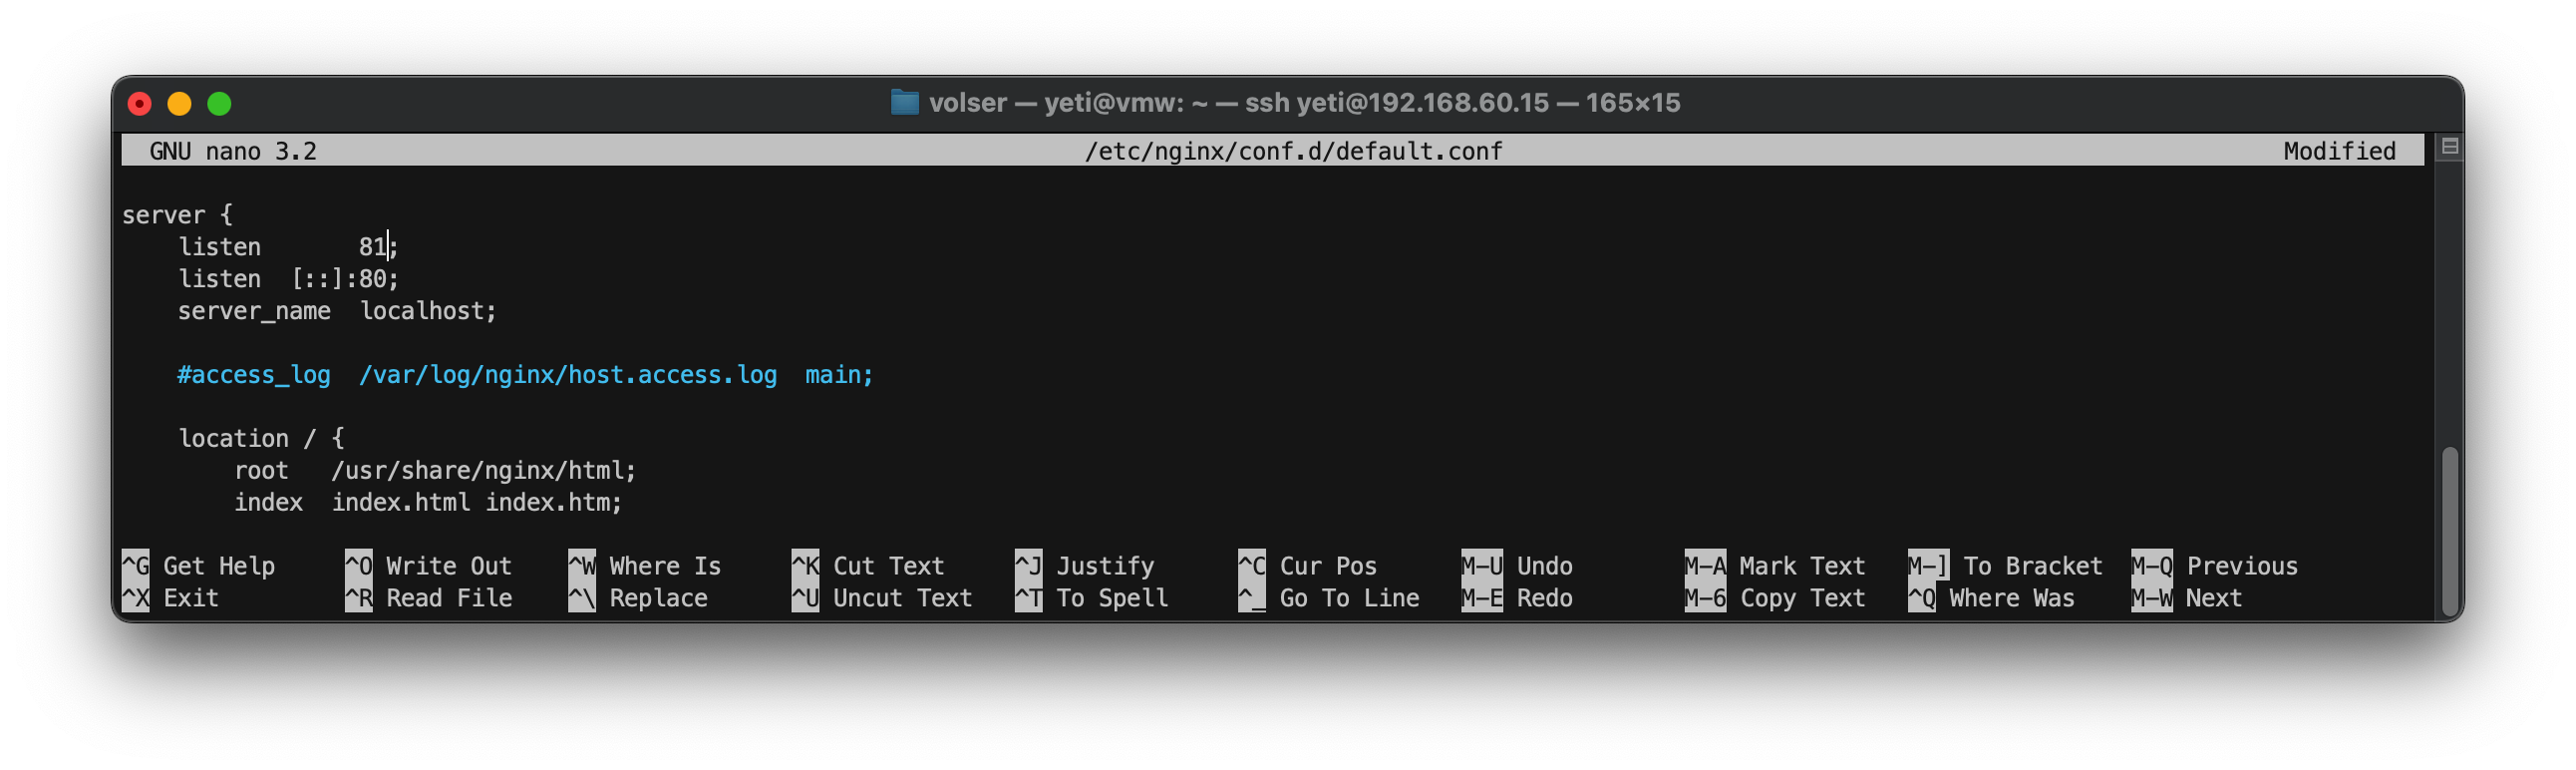 volser — yeti@vmw: ~ — ssh yeti@192.168.60.15 — 165×15
GNU nano 3.2 /etc/nginx/conf.d/default.conf Modified
server {
    listen       81;
    listen  [::]:80;
    server_name  localhost;
    #access_log  /var/log/nginx/host.access.log  main;
    location / {
        root   /usr/share/nginx/html;
        index  index.html index.htm;
^G Get Help ^O Write Out ^W Where Is ^K Cut Text ^J Justify ^C Cur Pos M-U Undo M-A Mark Text M-] To Bracket M-Q Previous
^X Exit ^R Read File ^\ Replace ^U Uncut Text ^T To Spell ^_ Go To Line M-E Redo M-6 Copy Text ^Q Where Was M-W Next